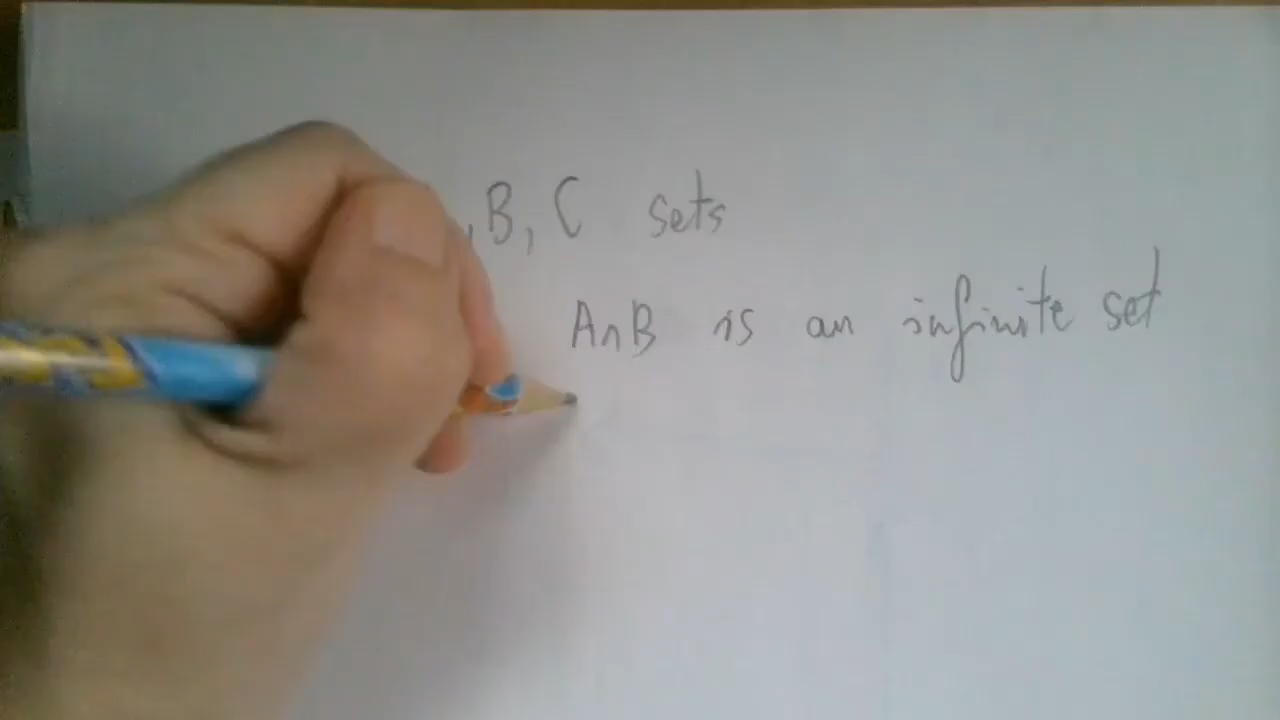 , B, C sets
A∩B is an infinite set